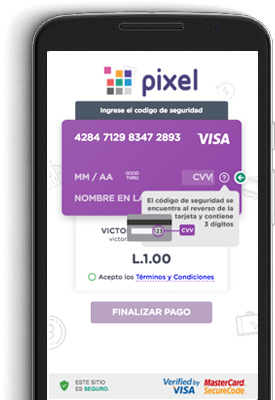 pixel
Ingrese el codigo de seguridad
4284 7129 8347 2893 VISA
MM / AA GOOD THRU CVV ?
NOMBRE EN LA
El código de seguridad se
encuentra al reverso de la
tarjeta y contiene
3 dígitos
123 CVV
VICTO
victor
L.1.00
Acepto los Términos y Condiciones
FINALIZAR PAGO
ESTE SITIO
ES SEGURO.
Verified by
VISA
MasterCard.
SecureCode.